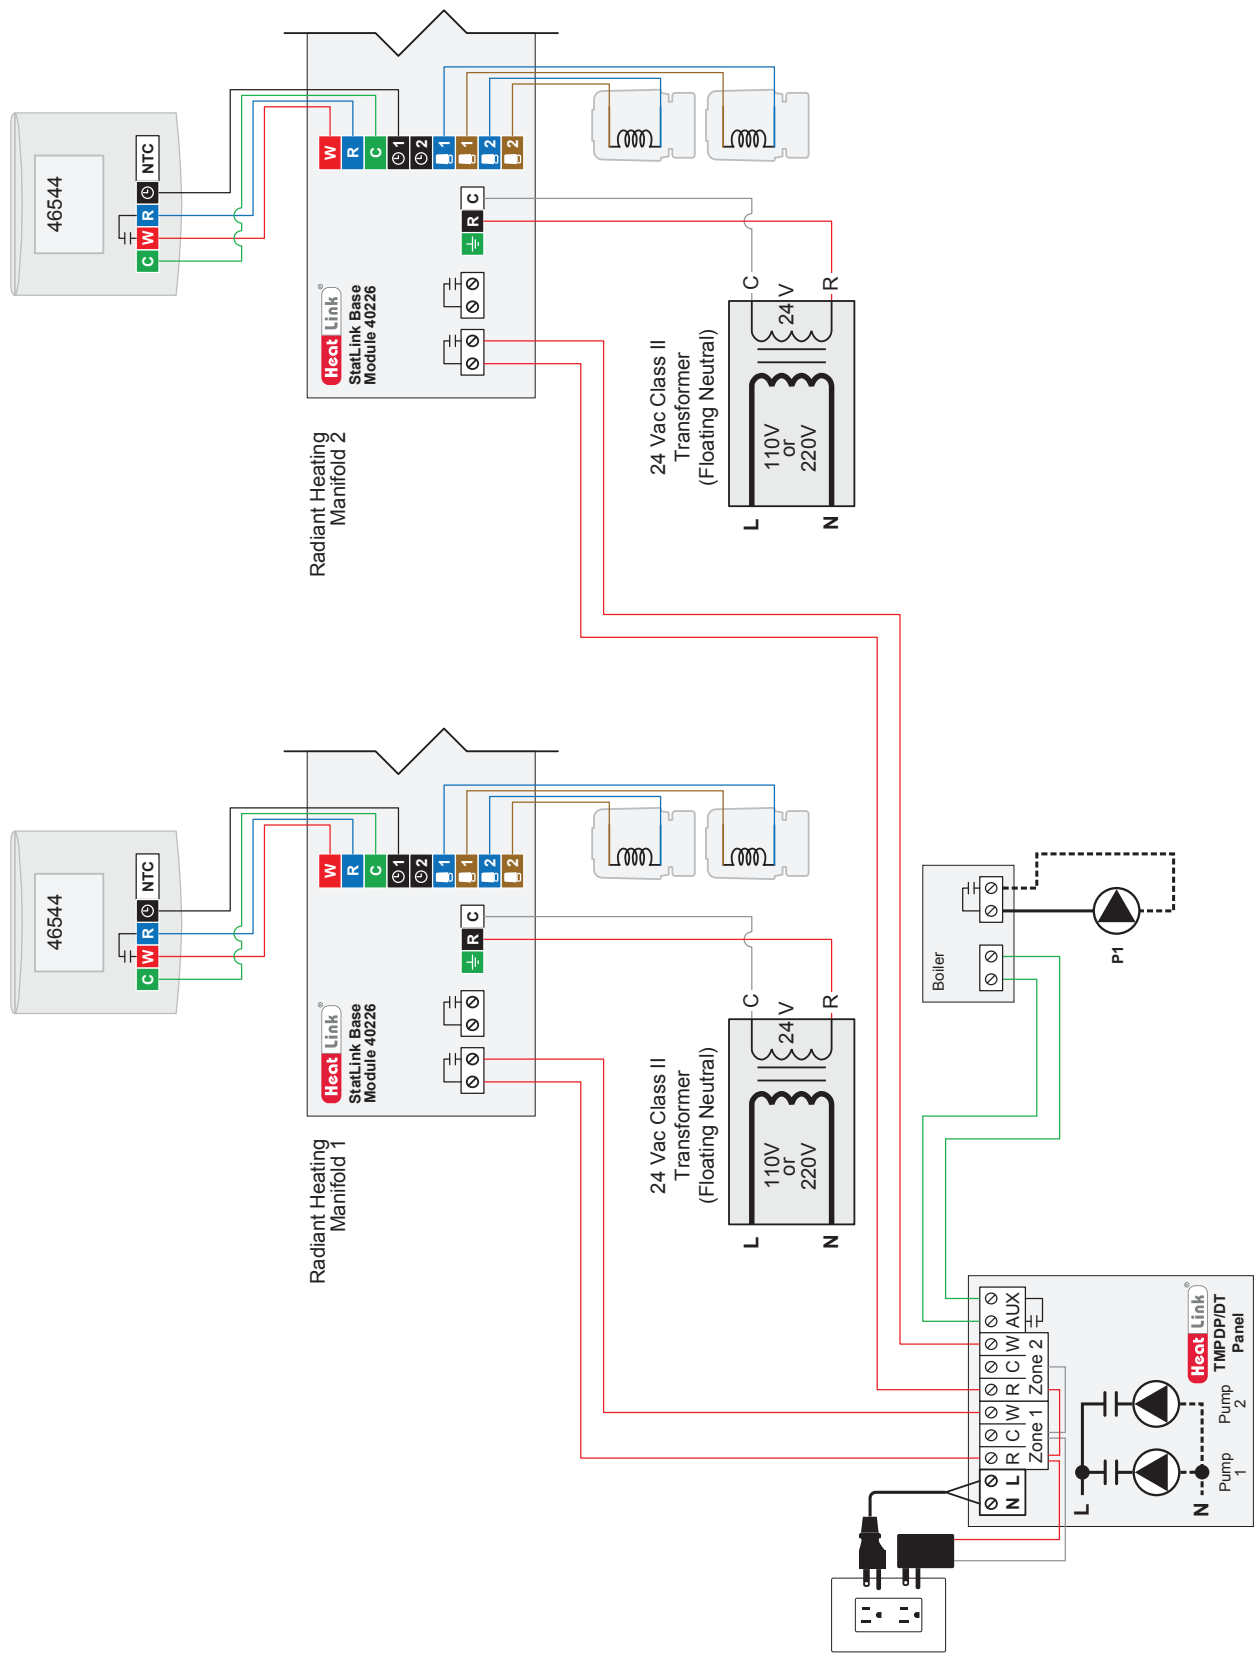 46544
C W R NTC
Radiant Heating
Manifold 1
Heat Link®
StatLink Base
Module 40226
W
R
C
1
2
1
1
2
2
R C
24 Vac Class II
Transformer
(Floating Neutral)
L
N
110V
or
220V
24 V
C
R
46544
C W R NTC
Radiant Heating
Manifold 2
Heat Link®
StatLink Base
Module 40226
W
R
C
1
2
1
1
2
2
R C
24 Vac Class II
Transformer
(Floating Neutral)
L
N
110V
or
220V
24 V
C
R
Boiler
P1
N L R C W R C W AUX
Zone 1 Zone 2
L
N
Pump
1
Pump
2
Heat Link®
TMPDP/DT
Panel